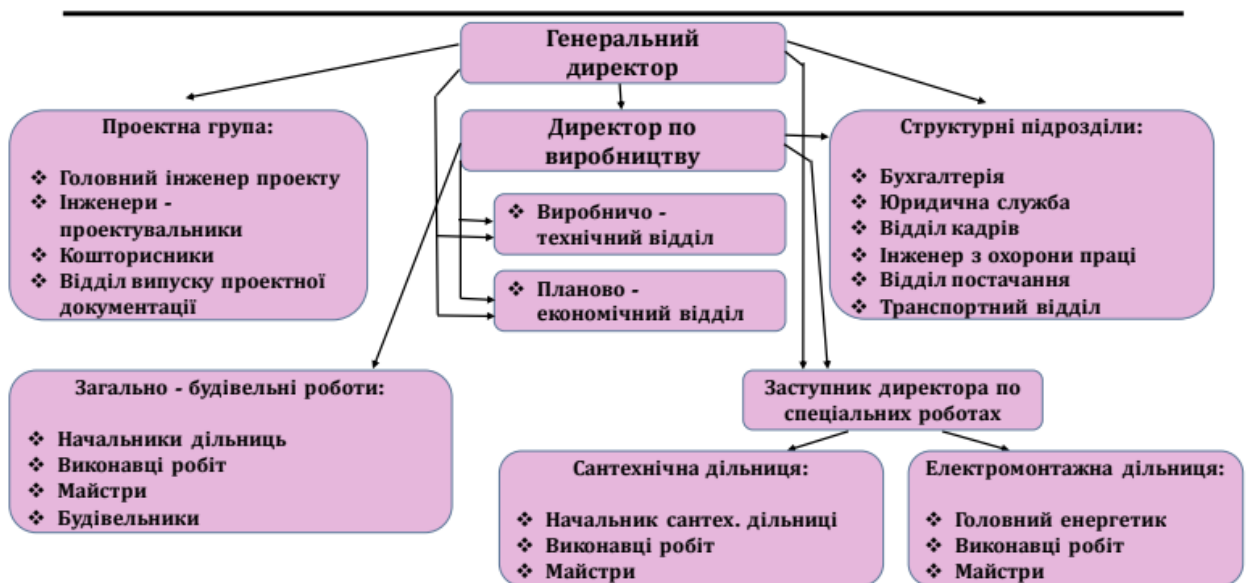 Генеральний
директор
Проектна група:
❖ Головний інженер проекту
❖ Інженери -
проектувальники
❖ Кошторисники
❖ Відділ випуску проектної
документації
Директор по
виробництву
❖ Виробничо -
технічний відділ
❖ Планово -
економічний відділ
Структурні підрозділи:
❖ Бухгалтерія
❖ Юридична служба
❖ Відділ кадрів
❖ Інженер з охорони праці
❖ Відділ постачання
❖ Транспортний відділ
Загально - будівельні роботи:
❖ Начальники дільниць
❖ Виконавці робіт
❖ Майстри
❖ Будівельники
Заступник директора по
спеціальних роботах
Сантехнічна дільниця:
❖ Начальник сантех. дільниці
❖ Виконавці робіт
❖ Майстри
Електромонтажна дільниця:
❖ Головний енергетик
❖ Виконавці робіт
❖ Майстри